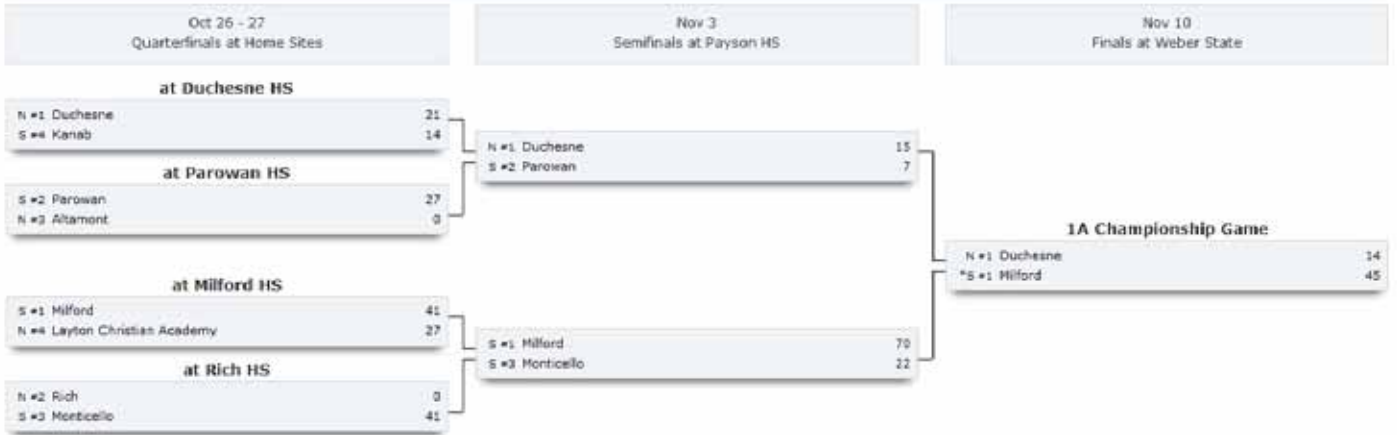 Oct 26 - 27
Quarterfinals at Home Sites
Nov 3
Semifinals at Payson HS
Nov 10
Finals at Weber State
at Duchesne HS
N #1 Duchesne 21
S #4 Kanab 14
at Parowan HS
S #2 Parowan 27
N #3 Altamont 0
at Milford HS
S #1 Milford 41
N #4 Layton Christian Academy 27
at Rich HS
N #2 Rich 0
S #3 Monticello 41
N #1 Duchesne 15
S #2 Parowan 7
S #1 Milford 70
S #3 Monticello 22
1A Championship Game
N #1 Duchesne 14
*S #1 Milford 45